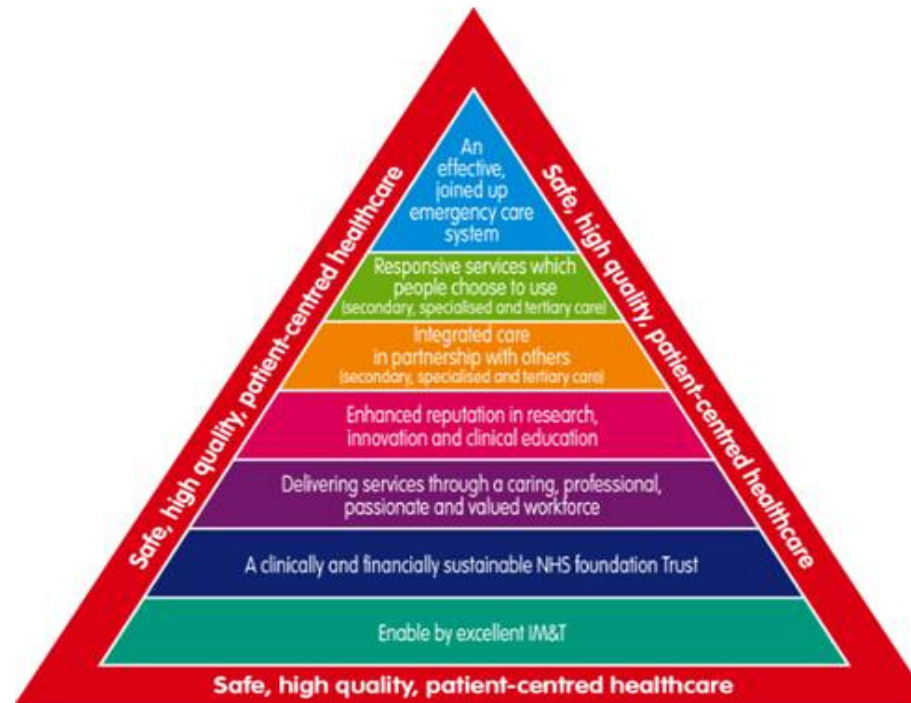 An
effective,
joined up
emergency care
system
Responsive services which
people choose to use
(secondary, specialised and tertiary care)
Integrated care
in partnership with others
(secondary, specialised and tertiary care)
Enhanced reputation in research,
innovation and clinical education
Delivering services through a caring, professional,
passionate and valued workforce
A clinically and financially sustainable NHS foundation Trust
Enable by excellent IM&T
Safe, high quality, patient-centred healthcare
Safe, high quality, patient-centred healthcare
Safe, high quality, patient-centred healthcare